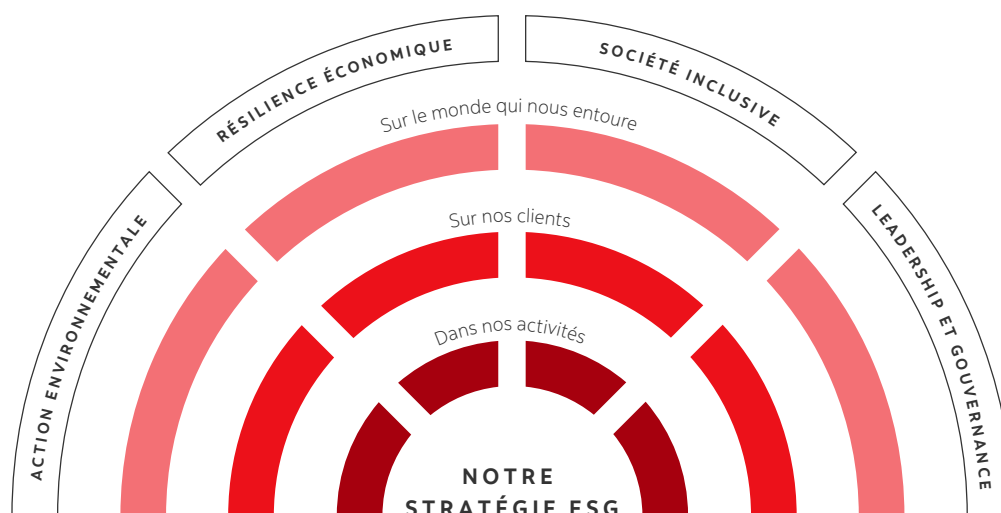 ACTION ENVIRONNEMENTALE
RÉSILIENCE ÉCONOMIQUE
SOCIÉTÉ INCLUSIVE
LEADERSHIP ET GOUVERNANCE
Sur le monde qui nous entoure
Sur nos clients
Dans nos activités
NOTRE
STRATÉGIE ESG